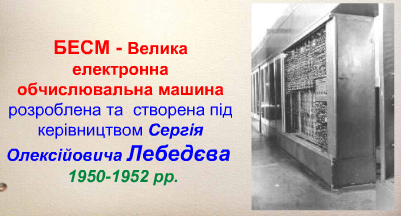 БЕСМ - Велика
електронна
обчислювальна машина
розроблена та створена під
керівництвом Сергія
Олексійовича Лебедєва
1950-1952 рр.